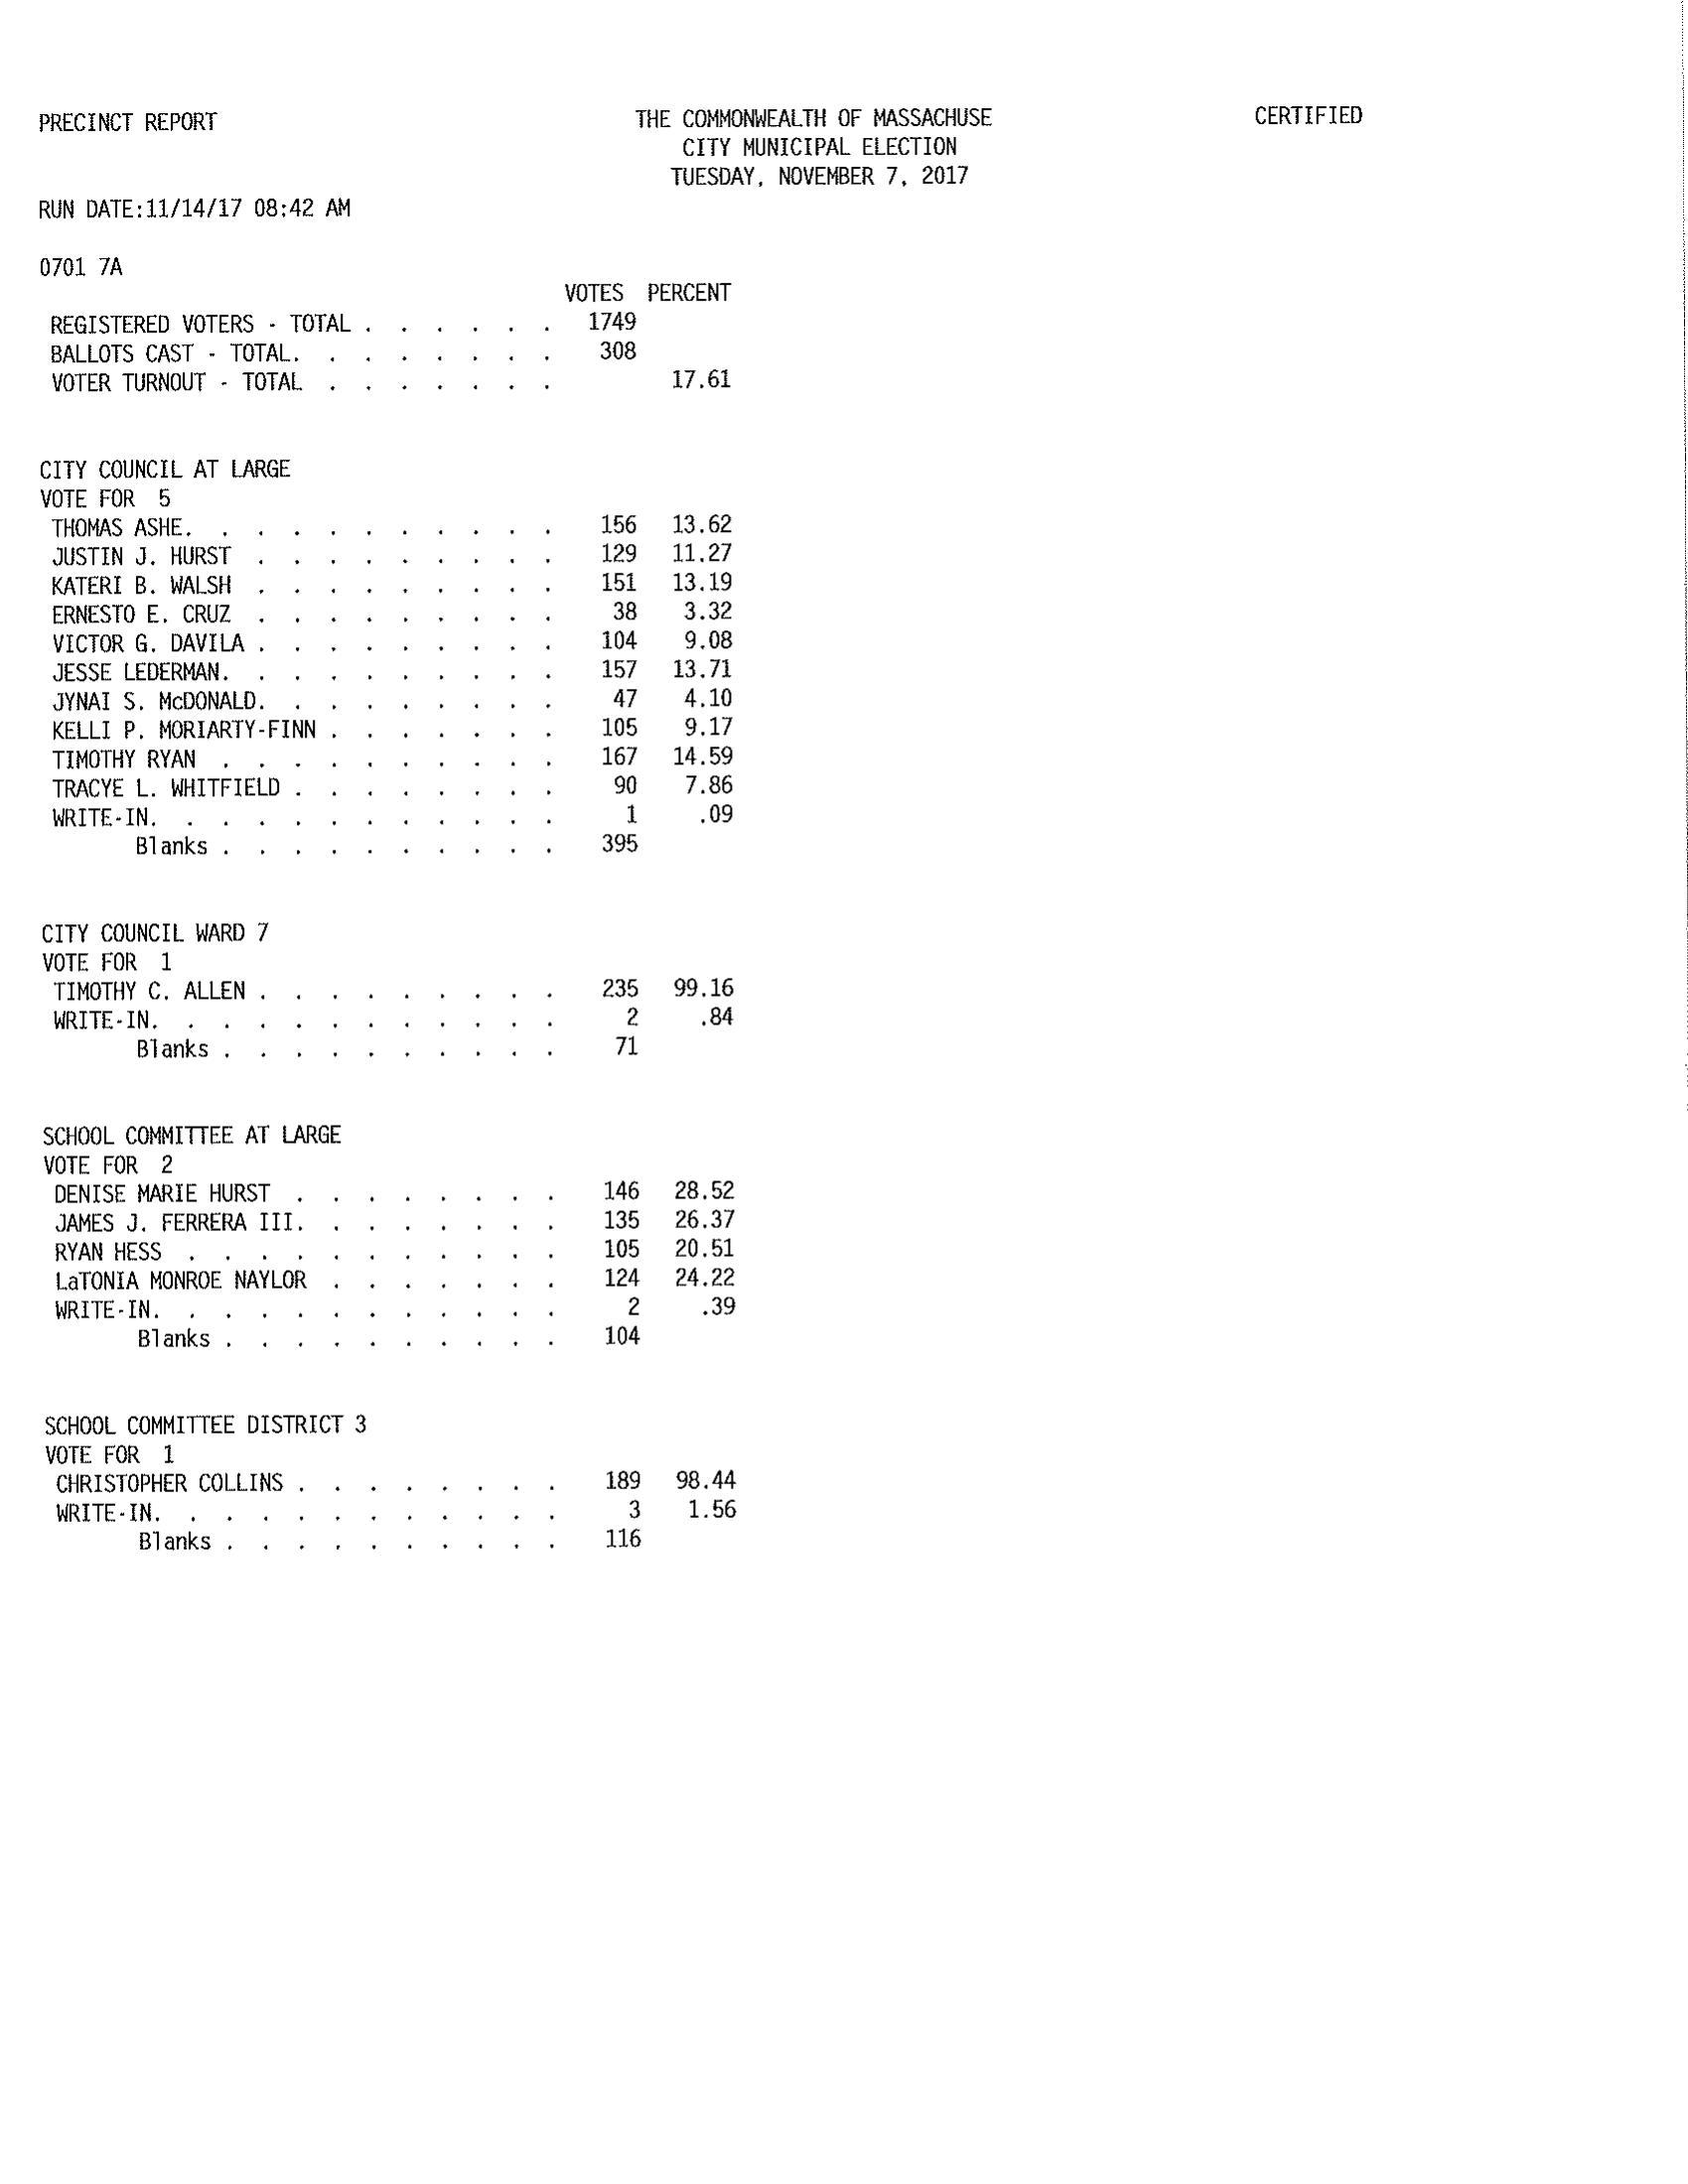 PRECINCT REPORT THE COMMONWEALTH OF MASSACHUSE CERTIFIED
CITY MUNICIPAL ELECTION
TUESDAY, NOVEMBER 7, 2017
RUN DATE:11/14/17 08:42 AM
0701 7A
VOTES PERCENT
REGISTERED VOTERS - TOTAL . . . . . . 1749
BALLOTS CAST - TOTAL. . . . . . . . 308
VOTER TURNOUT - TOTAL . . . . . . . 17.61
CITY COUNCIL AT LARGE
VOTE FOR 5
THOMAS ASHE. . . . . . . . . . . 156 13.62
JUSTIN J. HURST . . . . . . . . . 129 11.27
KATERI B. WALSH . . . . . . . . . 151 13.19
ERNESTO E. CRUZ . . . . . . . . . 38 3.32
VICTOR G. DAVILA . . . . . . . . . 104 9.08
JESSE LEDERMAN. . . . . . . . . . 157 13.71
JYNAI S. McDONALD. . . . . . . . . 47 4.10
KELLI P. MORIARTY-FINN . . . . . . . 105 9.17
TIMOTHY RYAN . . . . . . . . . . 167 14.59
TRACYE L. WHITFIELD . . . . . . . . 90 7.86
WRITE-IN. . . . . . . . . . . . 1 .09
Blanks . . . . . . . . . . 395
CITY COUNCIL WARD 7
VOTE FOR 1
TIMOTHY C. ALLEN . . . . . . . . . 235 99.16
WRITE-IN. . . . . . . . . . . . 2 .84
Blanks . . . . . . . . . . 71
SCHOOL COMMITTEE AT LARGE
VOTE FOR 2
DENISE MARIE HURST . . . . . . . . 146 28.52
JAMES J. FERRERA III. . . . . . . . 135 26.37
RYAN HESS . . . . . . . . . . . 105 20.51
LaTONIA MONROE NAYLOR . . . . . . . 124 24.22
WRITE-IN. . . . . . . . . . . . 2 .39
Blanks . . . . . . . . . . 104
SCHOOL COMMITTEE DISTRICT 3
VOTE FOR 1
CHRISTOPHER COLLINS . . . . . . . . 189 98.44
WRITE-IN. . . . . . . . . . . . 3 1.56
Blanks . . . . . . . . . . 116